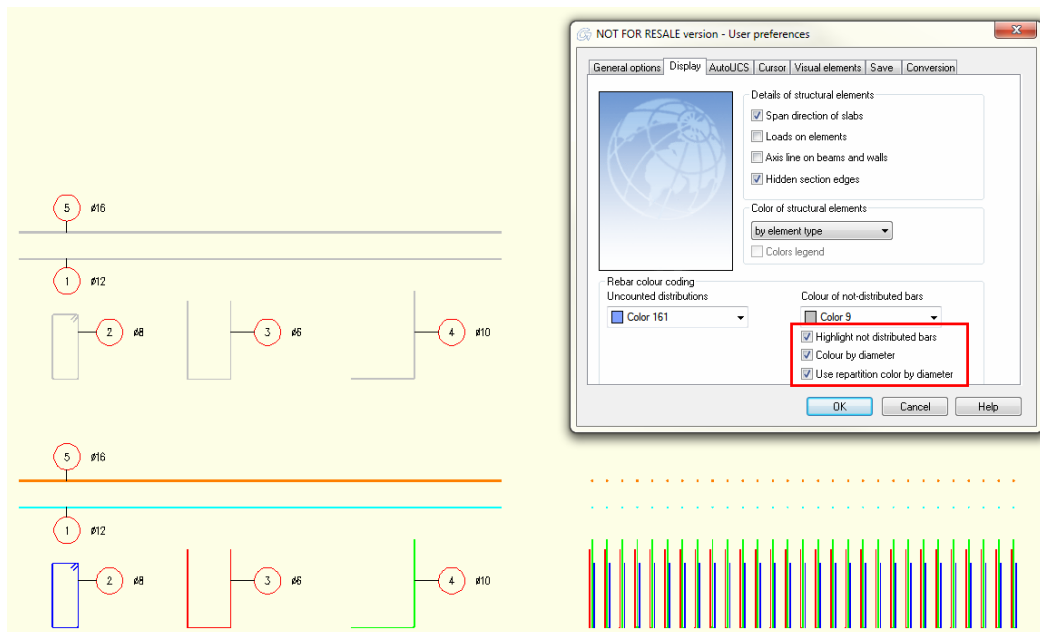 NOT FOR RESALE version - User preferences
General options Display AutoUCS Cursor Visual elements Save Conversion
Details of structural elements
Span direction of slabs
Loads on elements
Axis line on beams and walls
Hidden section edges
Color of structural elements
by element type
Colors legend
Rebar colour coding
Uncounted distributions
Color 161
Colour of not-distributed bars
Color 9
Highlight not distributed bars
Colour by diameter
Use repartition color by diameter
OK Cancel Help
5 ø16
1 ø12
2 ø8 3 ø6 4 ø10
5 ø16
1 ø12
2 ø8 3 ø6 4 ø10